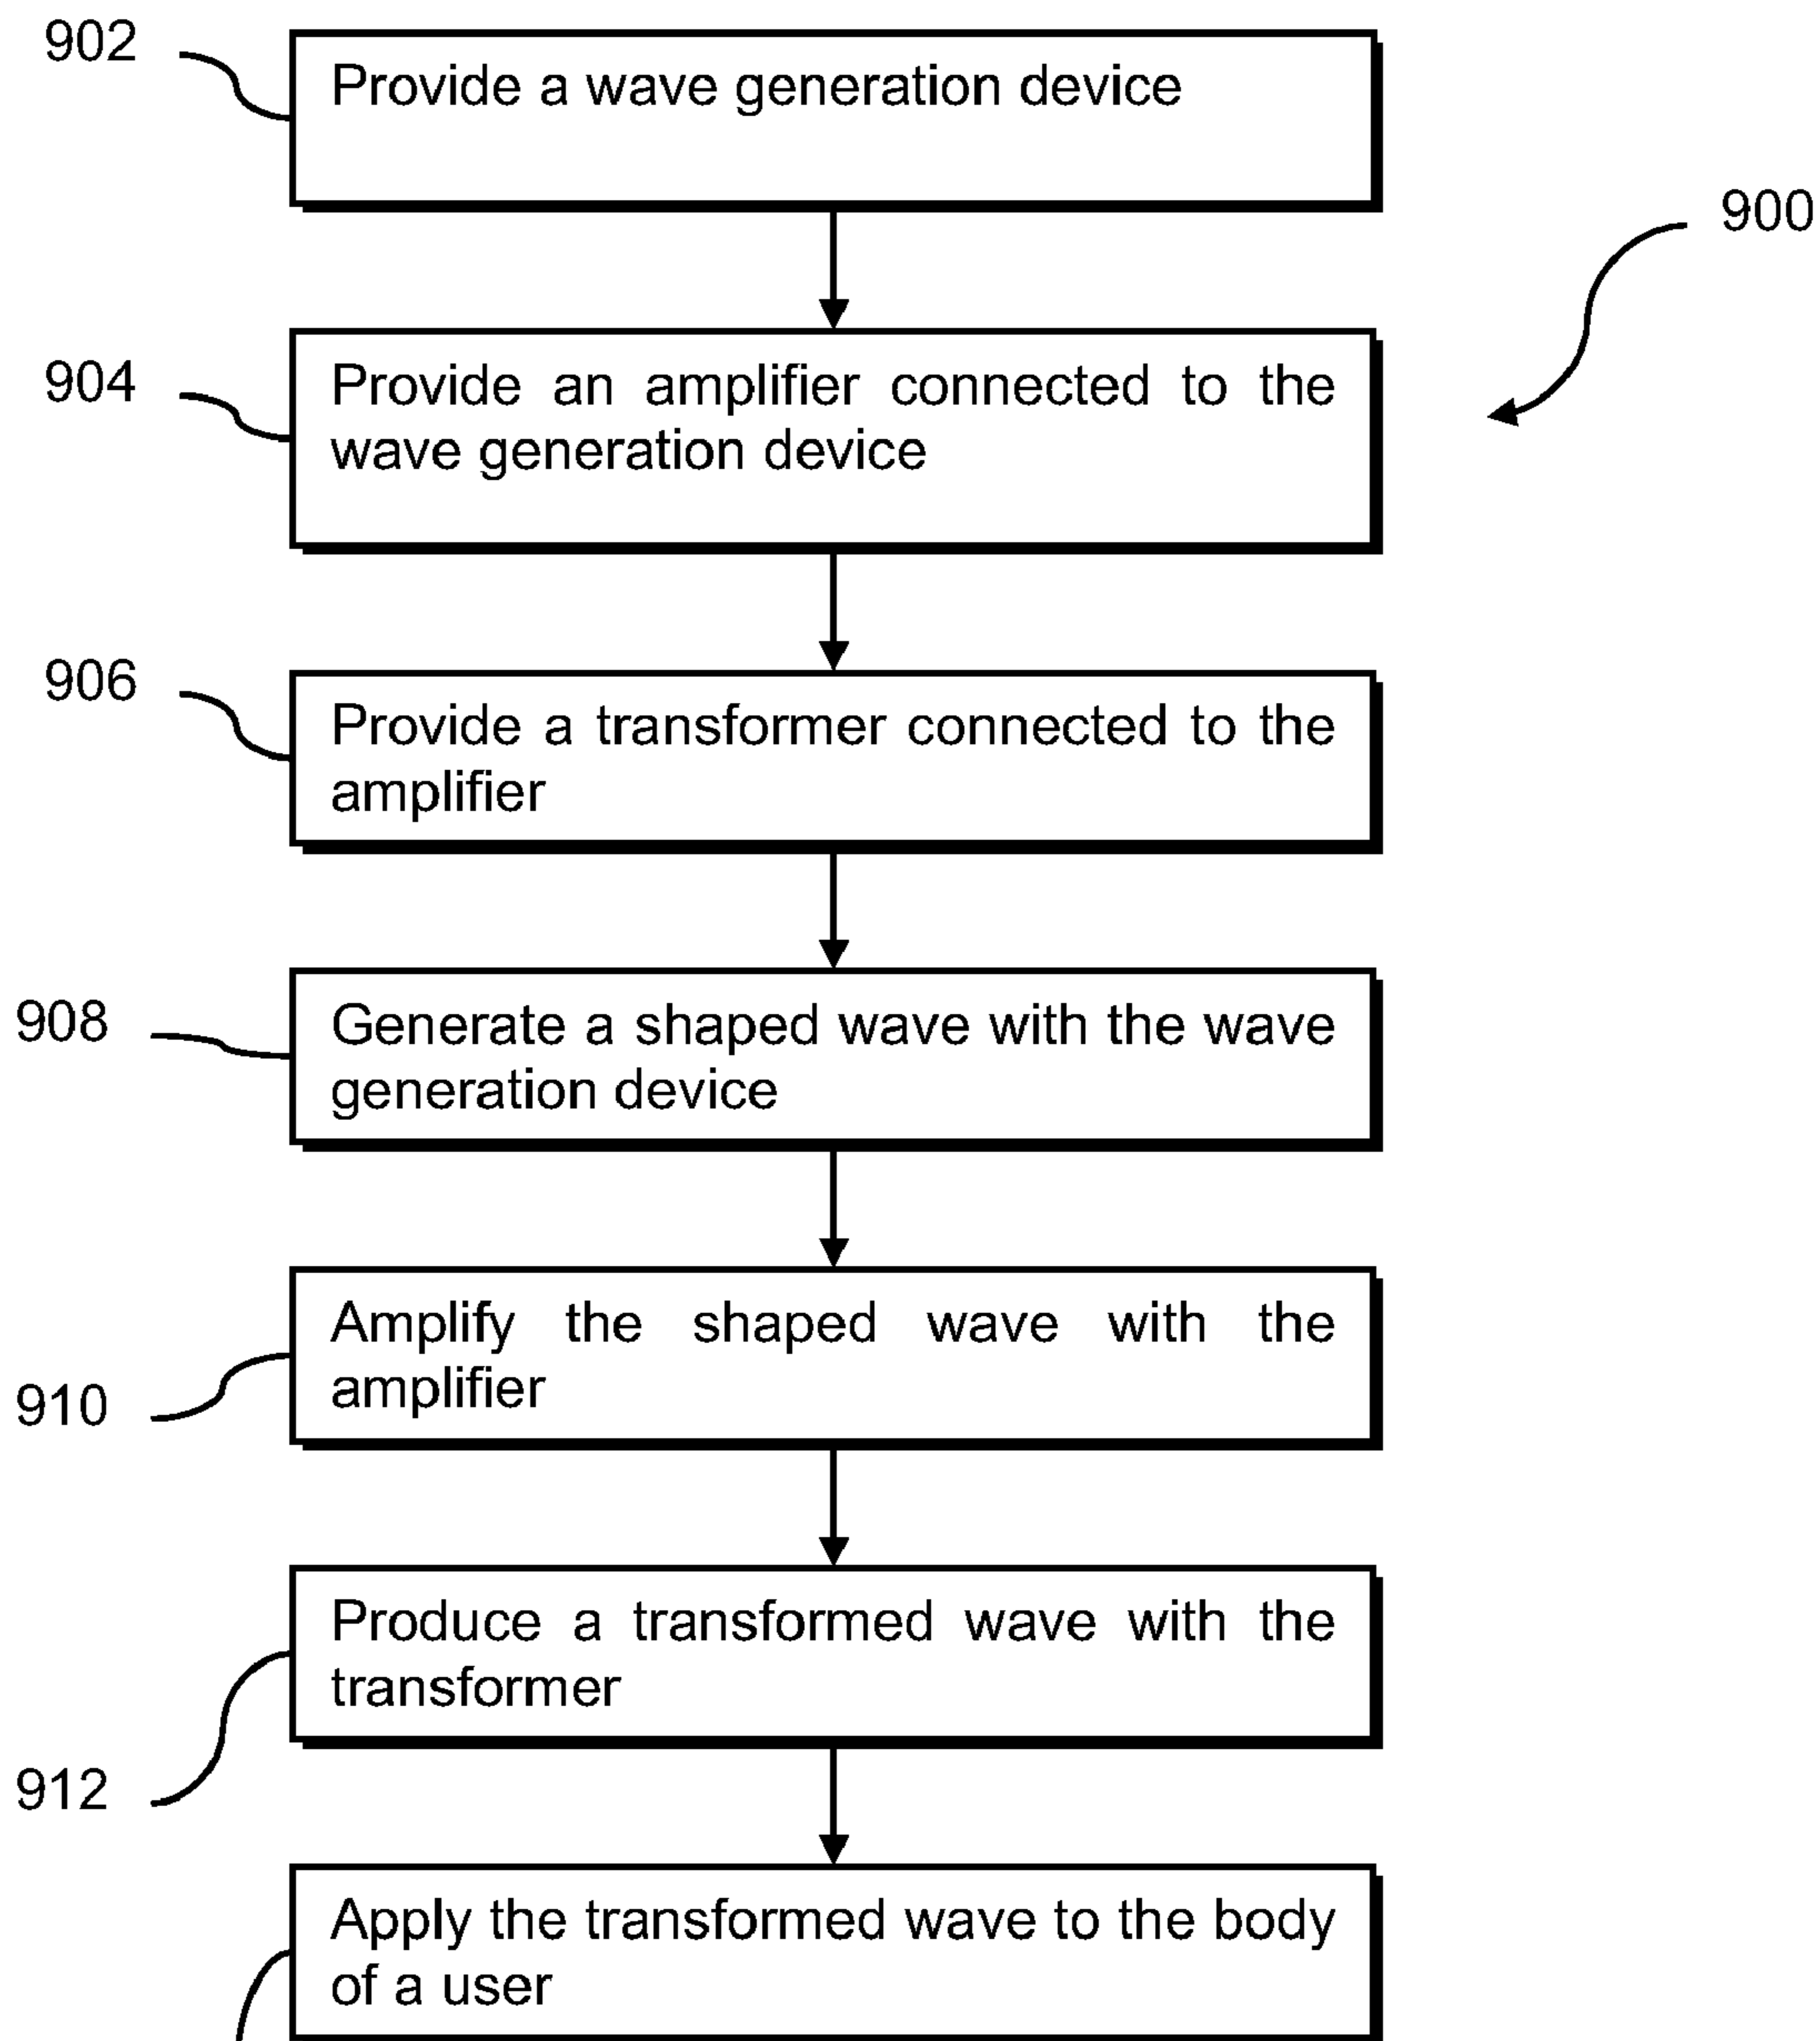 902
Provide a wave generation device
900
904
Provide an amplifier connected to the
wave generation device
906
Provide a transformer connected to the
amplifier
908
Generate a shaped wave with the wave
generation device
910
Amplify the shaped wave with the
amplifier
912
Produce a transformed wave with the
transformer
Apply the transformed wave to the body
of a user